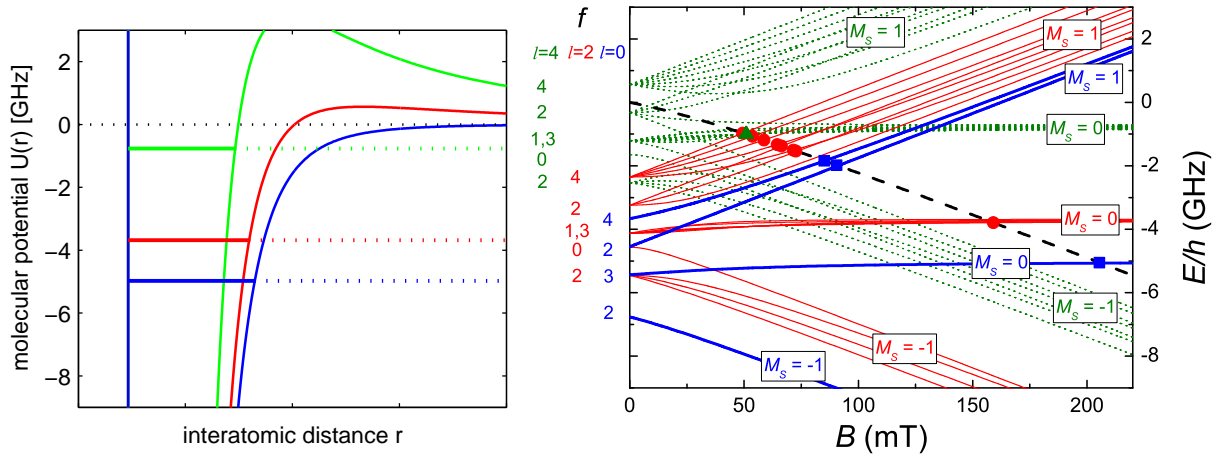 molecular potential U(r) [GHz]
2
0
−2
−4
−6
−8
interatomic distance r
f
l=4 l=2 l=0
4
2
1,3
0
2
4
2
1,3
0
2
4
2
3
2
M_S = 1
M_S = 1
M_S = 1
M_S = 0
M_S = 0
M_S = 0
M_S = -1
M_S = -1
M_S = -1
2
0
-2
-4
-6
-8
E/h (GHz)
0 50 100 150 200
B (mT)